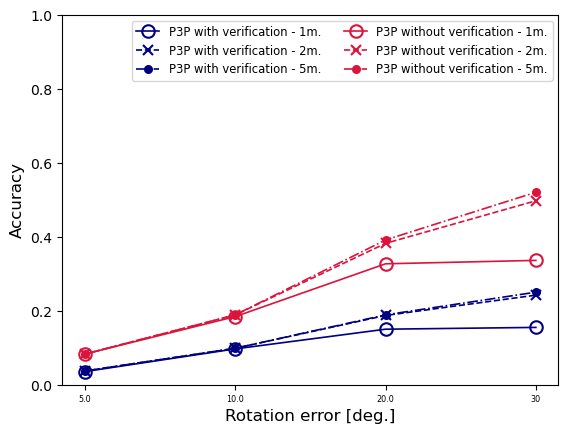 1.0
0.8
0.6
0.4
0.2
0.0
Accuracy
P3P with verification - 1m.
P3P with verification - 2m.
P3P with verification - 5m.
P3P without verification - 1m.
P3P without verification - 2m.
P3P without verification - 5m.
5.0 10.0 20.0 30
Rotation error [deg.]